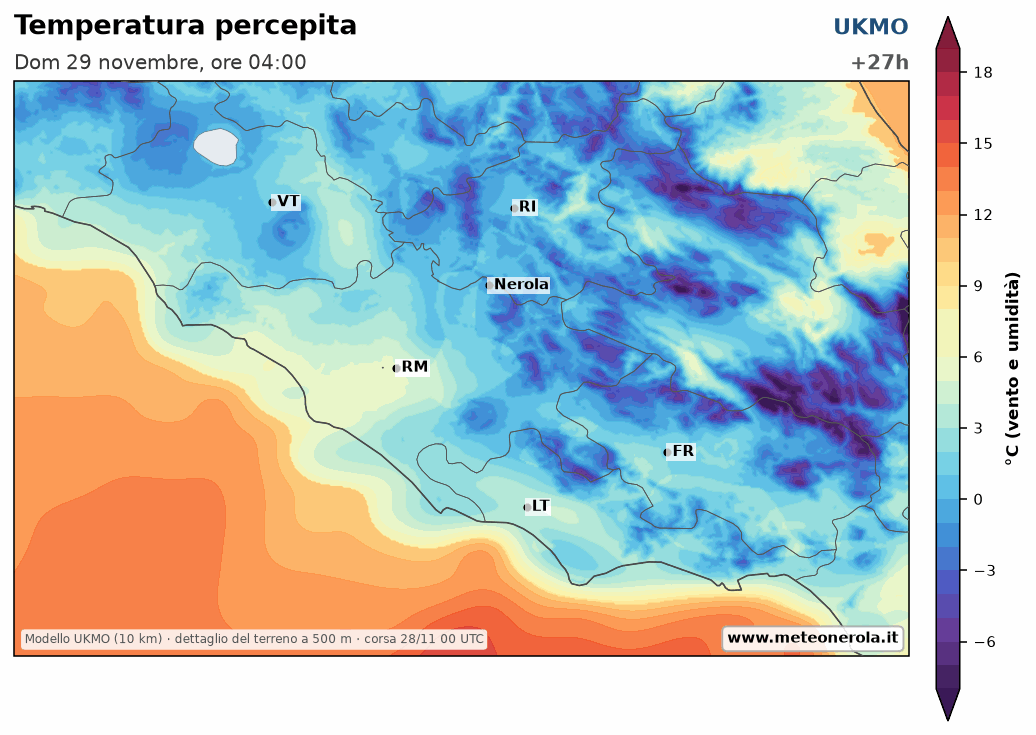 Temperatura percepita
UKMO
Dom 29 novembre, ore 04:00
+27h
VT
RI
Nerola
RM
FR
LT
Modello UKMO (10 km) · dettaglio del terreno a 500 m · corsa 28/11 00 UTC
www.meteonerola.it
18
15
12
9
6
3
0
−3
−6
°C (vento e umidità)